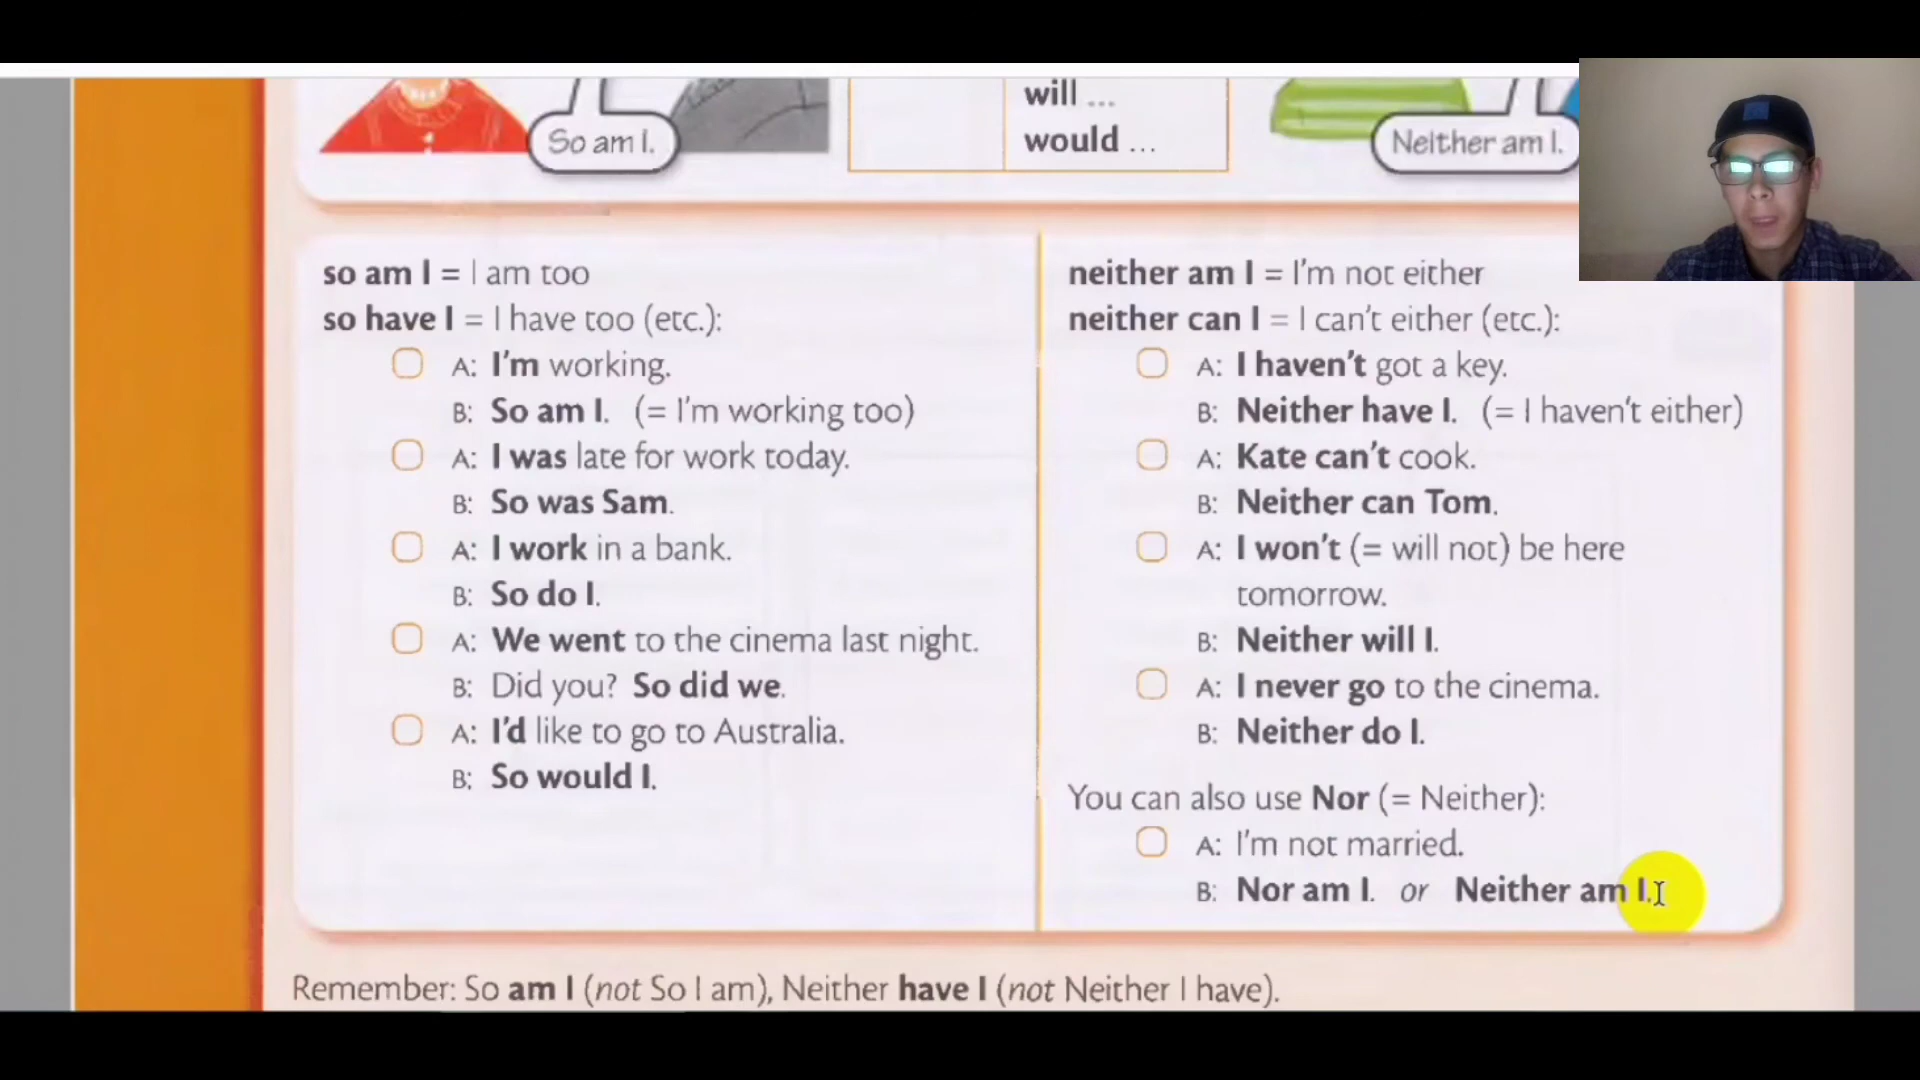 will ...
would ...
So am I.
Neither am I.
so am I = I am too
so have I = I have too (etc.):
A: I'm working.
B: So am I. (= I'm working too)
A: I was late for work today.
B: So was Sam.
A: I work in a bank.
B: So do I.
A: We went to the cinema last night.
B: Did you? So did we.
A: I'd like to go to Australia.
B: So would I.
neither am I = I'm not either
neither can I = I can't either (etc.):
A: I haven't got a key.
B: Neither have I. (= I haven't either)
A: Kate can't cook.
B: Neither can Tom.
A: I won't (= will not) be here
tomorrow.
B: Neither will I.
A: I never go to the cinema.
B: Neither do I.
You can also use Nor (= Neither):
A: I'm not married.
B: Nor am I. or Neither am I.
Remember: So am I (not So I am), Neither have I (not Neither I have).